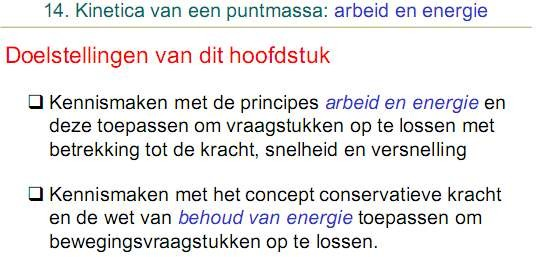 14. Kinetica van een puntmassa: arbeid en energie
Doelstellingen van dit hoofdstuk
❑ Kennismaken met de principes arbeid en energie en
deze toepassen om vraagstukken op te lossen met
betrekking tot de kracht, snelheid en versnelling
❑ Kennismaken met het concept conservatieve kracht
en de wet van behoud van energie toepassen om
bewegingsvraagstukken op te lossen.